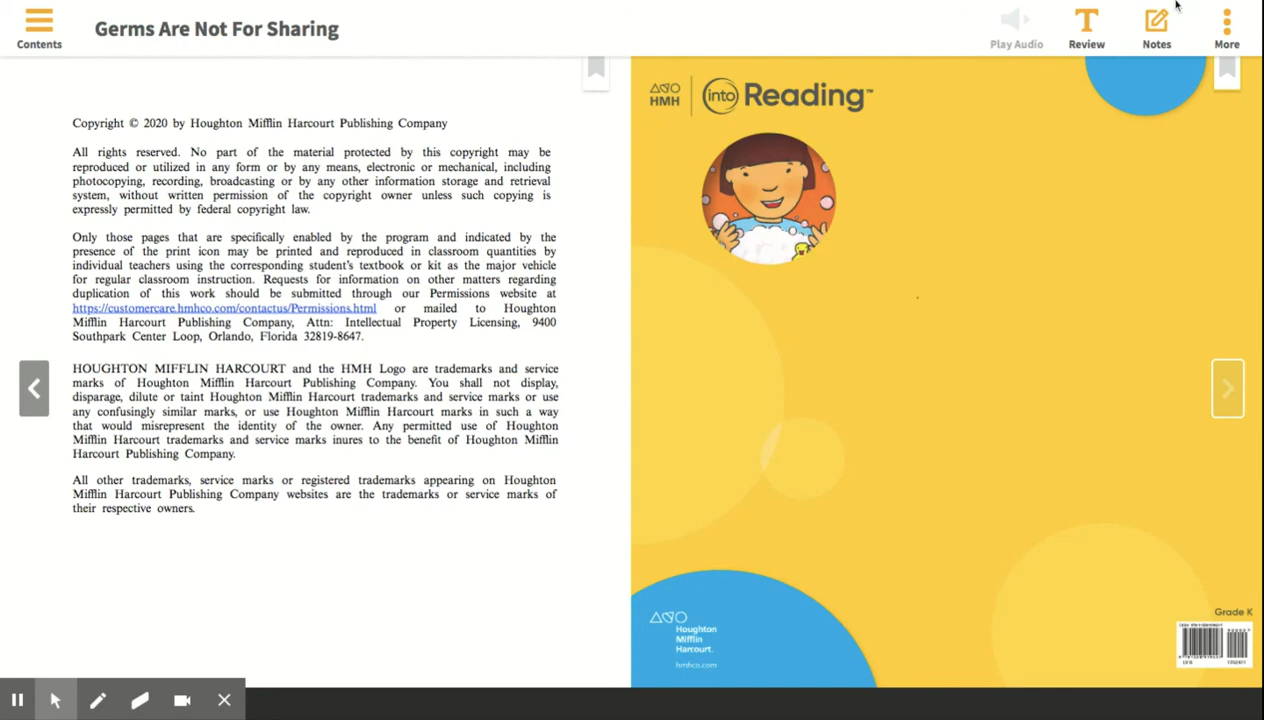 Contents
Germs Are Not For Sharing
Play Audio
Review
Notes
More
Copyright © 2020 by Houghton Mifflin Harcourt Publishing Company
All rights reserved. No part of the material protected by this copyright may be
reproduced or utilized in any form or by any means, electronic or mechanical, including
photocopying, recording, broadcasting or by any other information storage and retrieval
system, without written permission of the copyright owner unless such copying is
expressly permitted by federal copyright law.
Only those pages that are specifically enabled by the program and indicated by the
presence of the print icon may be printed and reproduced in classroom quantities by
individual teachers using the corresponding student's textbook or kit as the major vehicle
for regular classroom instruction. Requests for information on other matters regarding
duplication of this work should be submitted through our Permissions website at
https://customercare.hmhco.com/contactus/Permissions.html or mailed to Houghton
Mifflin Harcourt Publishing Company, Attn: Intellectual Property Licensing, 9400
Southpark Center Loop, Orlando, Florida 32819-8647.
HOUGHTON MIFFLIN HARCOURT and the HMH Logo are trademarks and service
marks of Houghton Mifflin Harcourt Publishing Company. You shall not display,
disparage, dilute or taint Houghton Mifflin Harcourt trademarks and service marks or use
any confusingly similar marks, or use Houghton Mifflin Harcourt marks in such a way
that would misrepresent the identity of the owner. Any permitted use of Houghton
Mifflin Harcourt trademarks and service marks inures to the benefit of Houghton Mifflin
Harcourt Publishing Company.
All other trademarks, service marks or registered trademarks appearing on Houghton
Mifflin Harcourt Publishing Company websites are the trademarks or service marks of
their respective owners.
HMH
into Reading™
Houghton
Mifflin
Harcourt.
hmhco.com
Grade K